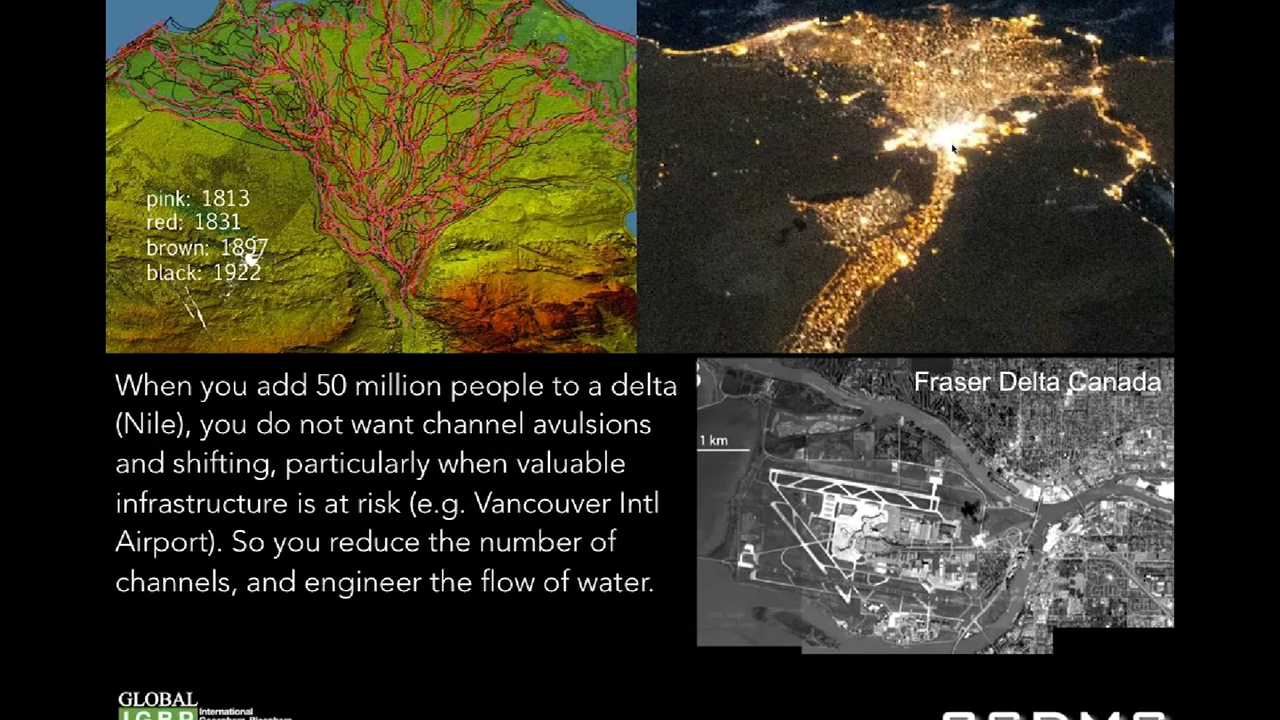 pink: 1813
red: 1831
brown: 1897
black: 1922
When you add 50 million people to a delta
(Nile), you do not want channel avulsions
and shifting, particularly when valuable
infrastructure is at risk (e.g. Vancouver Intl
Airport). So you reduce the number of
channels, and engineer the flow of water.
Fraser Delta Canada
1 km
GLOBAL
IGBP
International